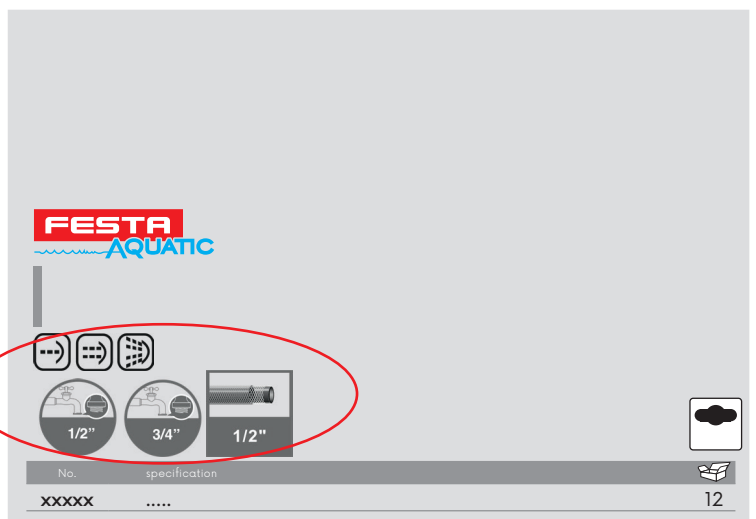 FESTA
AQUATIC
1/2” 3/4” 1/2"
No. specification
xxxxx ..... 12